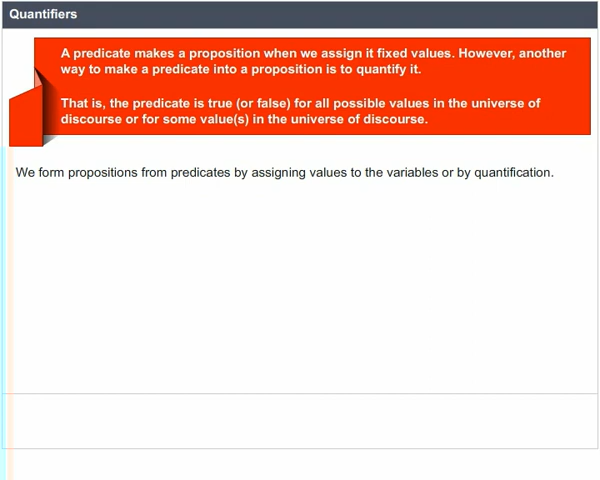 Quantifiers
A predicate makes a proposition when we assign it fixed values. However, another
way to make a predicate into a proposition is to quantify it.
That is, the predicate is true (or false) for all possible values in the universe of
discourse or for some value(s) in the universe of discourse.
We form propositions from predicates by assigning values to the variables or by quantification.